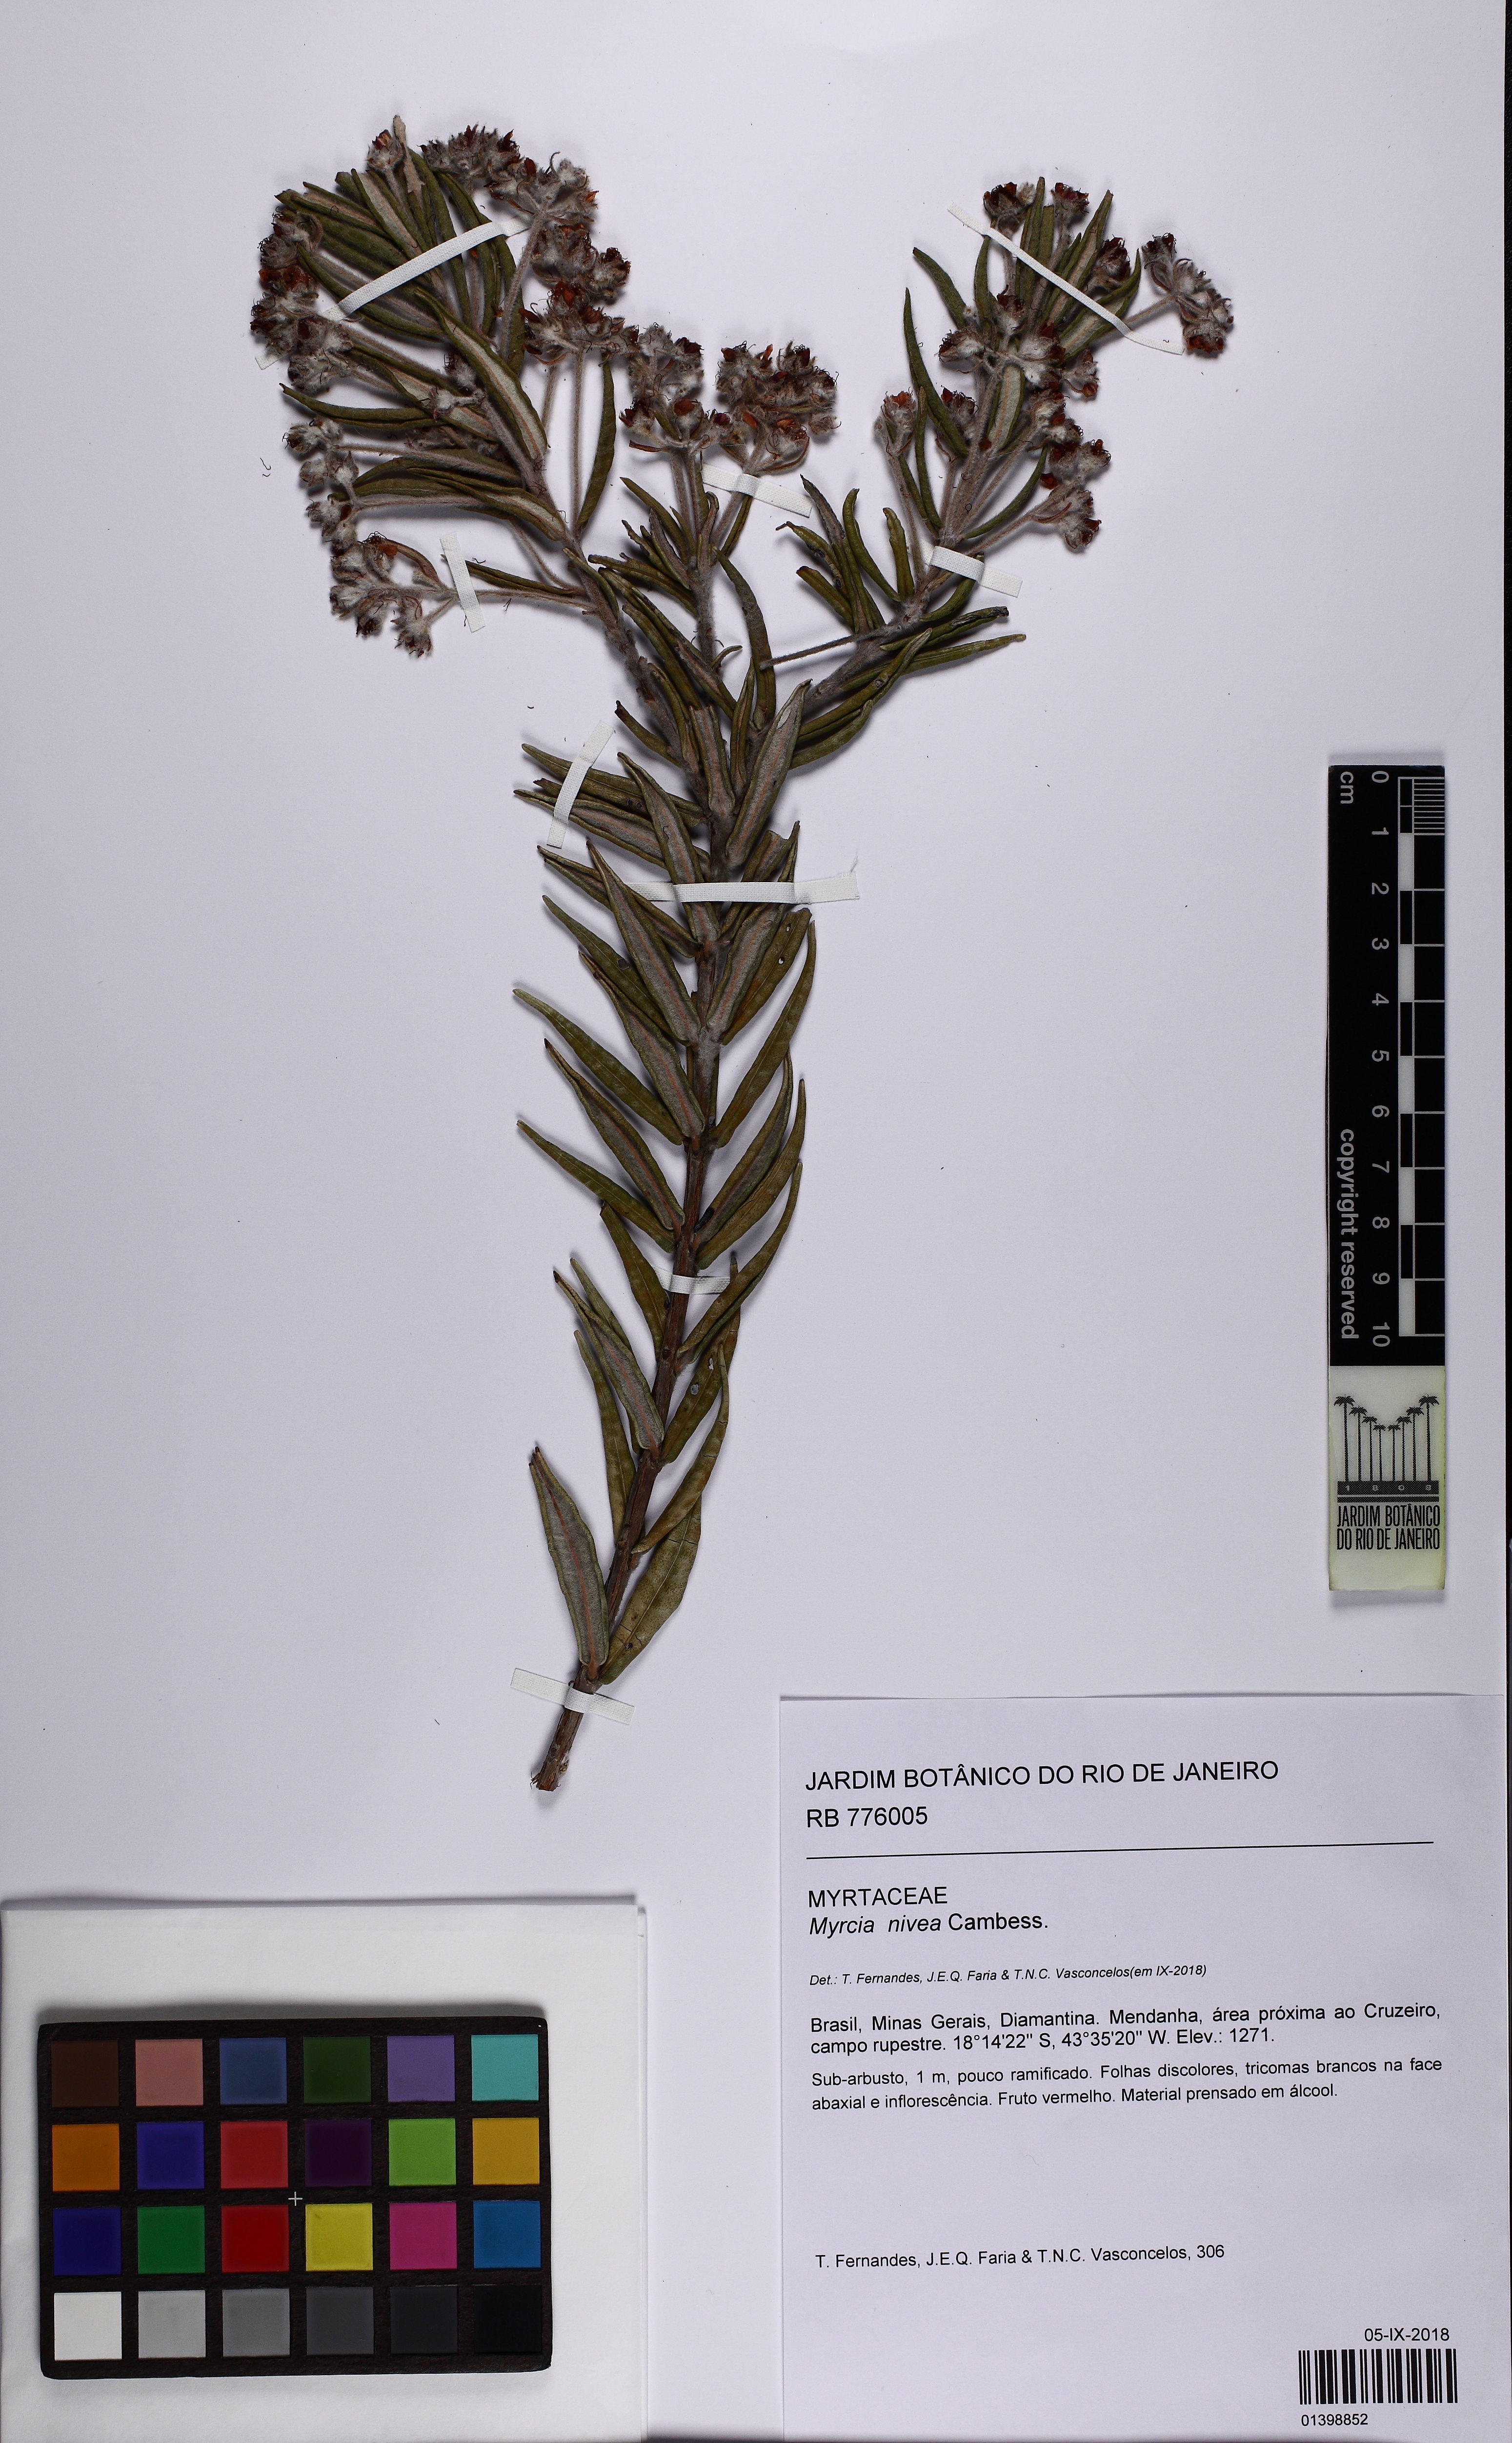 cm
0
1
2
3
4
5
6
7
8
9
10
copyright reserved
1 8 0 8
JARDIM BOTÂNICO
DO RIO DE JANEIRO
JARDIM BOTÂNICO DO RIO DE JANEIRO
RB 776005
MYRTACEAE
Myrcia nivea Cambess.
Det.: T. Fernandes, J.E.Q. Faria & T.N.C. Vasconcelos(em IX-2018)
Brasil, Minas Gerais, Diamantina. Mendanha, área próxima ao Cruzeiro,
campo rupestre. 18°14'22" S, 43°35'20" W. Elev.: 1271.
Sub-arbusto, 1 m, pouco ramificado. Folhas discolores, tricomas brancos na face
abaxial e inflorescência. Fruto vermelho. Material prensado em álcool.
T. Fernandes, J.E.Q. Faria & T.N.C. Vasconcelos, 306
05-IX-2018
01398852